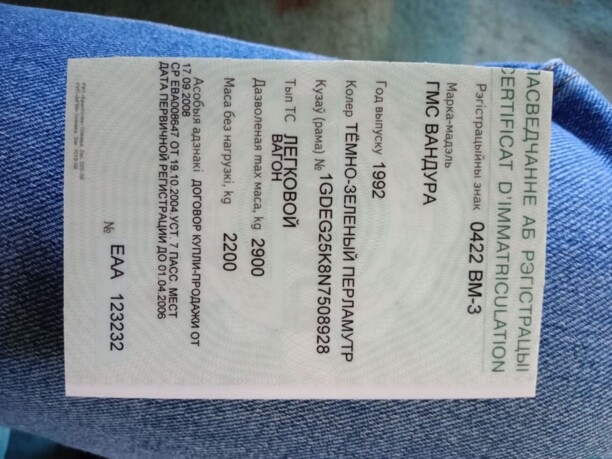 ПАСВЕДЧАННЕ АБ РЭГІСТРАЦЫІ
CERTIFICAT D'IMMATRICULATION
Рэгістрацыйны знак 0422 ВМ-3
Марка-мадэль
ГМС ВАНДУРА
Год выпуску 1992
Колер ТЁМНО-ЗЕЛЕНЫЙ ПЕРЛАМУТР
Кузаў (рама) № 1GDEG25K8N7508928
Тып ТС ЛЕГКОВОЙ
ВАГОН
Дазволеная max маса, kg 2900
Маса без нагрузкі, kg 2200
Асобыя адзнакі ДОГОВОР КУПЛИ-ПРОДАЖИ ОТ
17.09.2008
СР ЕВА008647 ОТ 19.10.2004.УСТ. 7 ПАСС. МЕСТ
ДАТА ПЕРВИЧНОЙ РЕГИСТРАЦИИ ДО 01.04.2006
№ ЕАА 123232